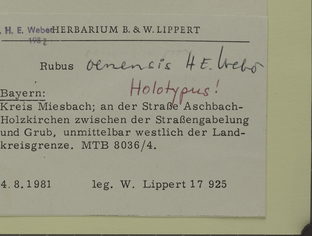 . H. E. Weber
1982
HERBARIUM B. & W. LIPPERT
Rubus oenensis H E. Weber
Holotypus!
Bayern:
Kreis Miesbach; an der Straße Aschbach-
Holzkirchen zwischen der Straßengabelung
und Grub, unmittelbar westlich der Land-
kreisgrenze. MTB 8036/4.
4.8.1981 leg. W. Lippert 17 925